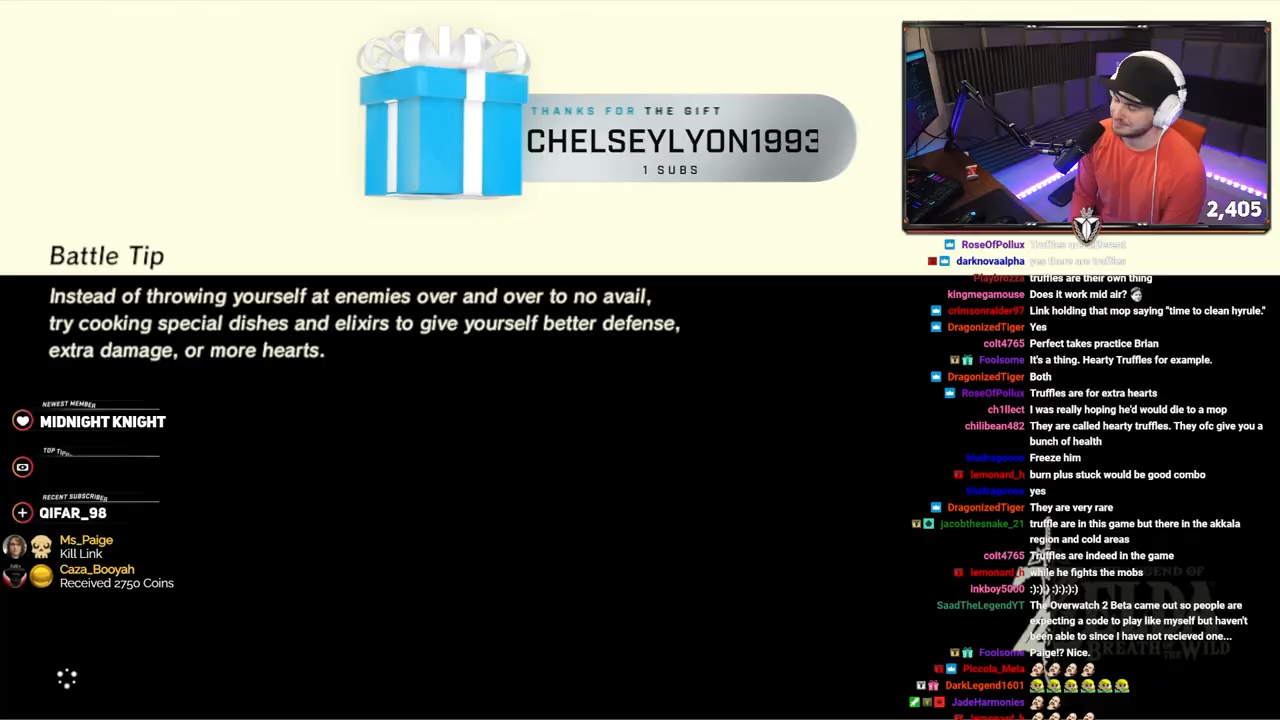 THANKS FOR THE GIFT
CHELSEYLYON1993
1 SUBS
2,405
Battle Tip
Instead of throwing yourself at enemies over and over to no avail,
try cooking special dishes and elixirs to give yourself better defense,
extra damage, or more hearts.
NEWEST MEMBER
MIDNIGHT KNIGHT
TOP
RECENT SUBSCRIBER
QIFAR_98
Ms_Paige
Kill Link
Caza_Booyah
Received 2750 Coins
RoseOfPollux Truffles are different
darknovaalpha yes there are truffles
Playbrozza truffles are their own thing
kingmegamouse Does it work mid air?
crimsonraider97 Link holding that mop saying "time to clean hyrule."
DragonizedTiger Yes
colt4765 Perfect takes practice Brian
Foolsome It's a thing. Hearty Truffles for example.
DragonizedTiger Both
RoseOfPollux Truffles are for extra hearts
ch1llect I was really hoping he'd would die to a mop
chilibean482 They are called hearty truffles. They ofc give you a
bunch of health
Freeze him
lemonard_h burn plus stuck would be good combo
yes
DragonizedTiger They are very rare
jacobthesnake_21 truffle are in this game but there in the akkala
region and cold areas
colt4765 Truffles are indeed in the game
lemonard_h while he fights the mobs
Inkboy5000 :):):) :):):):)
SaadTheLegendYT The Overwatch 2 Beta came out so people are
expecting a code to play like myself but haven't
been able to since I have not recieved one...
Foolsome Paige!? Nice.
Piccola_Mela
DarkLegend1601
JadeHarmonies
lemonard_h